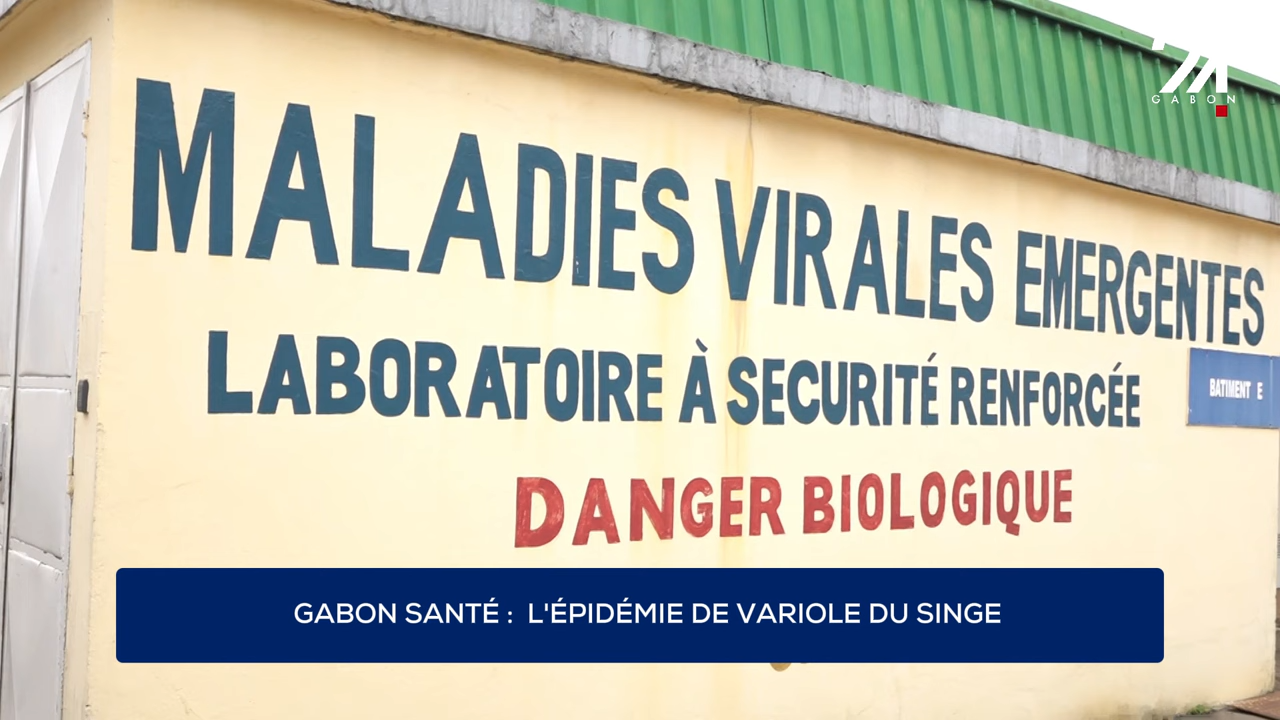 MALADIES VIRALES EMERGENTES
LABORATOIRE À SECURITÉ RENFORCÉE
BATIMENT E
DANGER BIOLOGIQUE
GABON SANTÉ : L'ÉPIDÉMIE DE VARIOLE DU SINGE
GABON